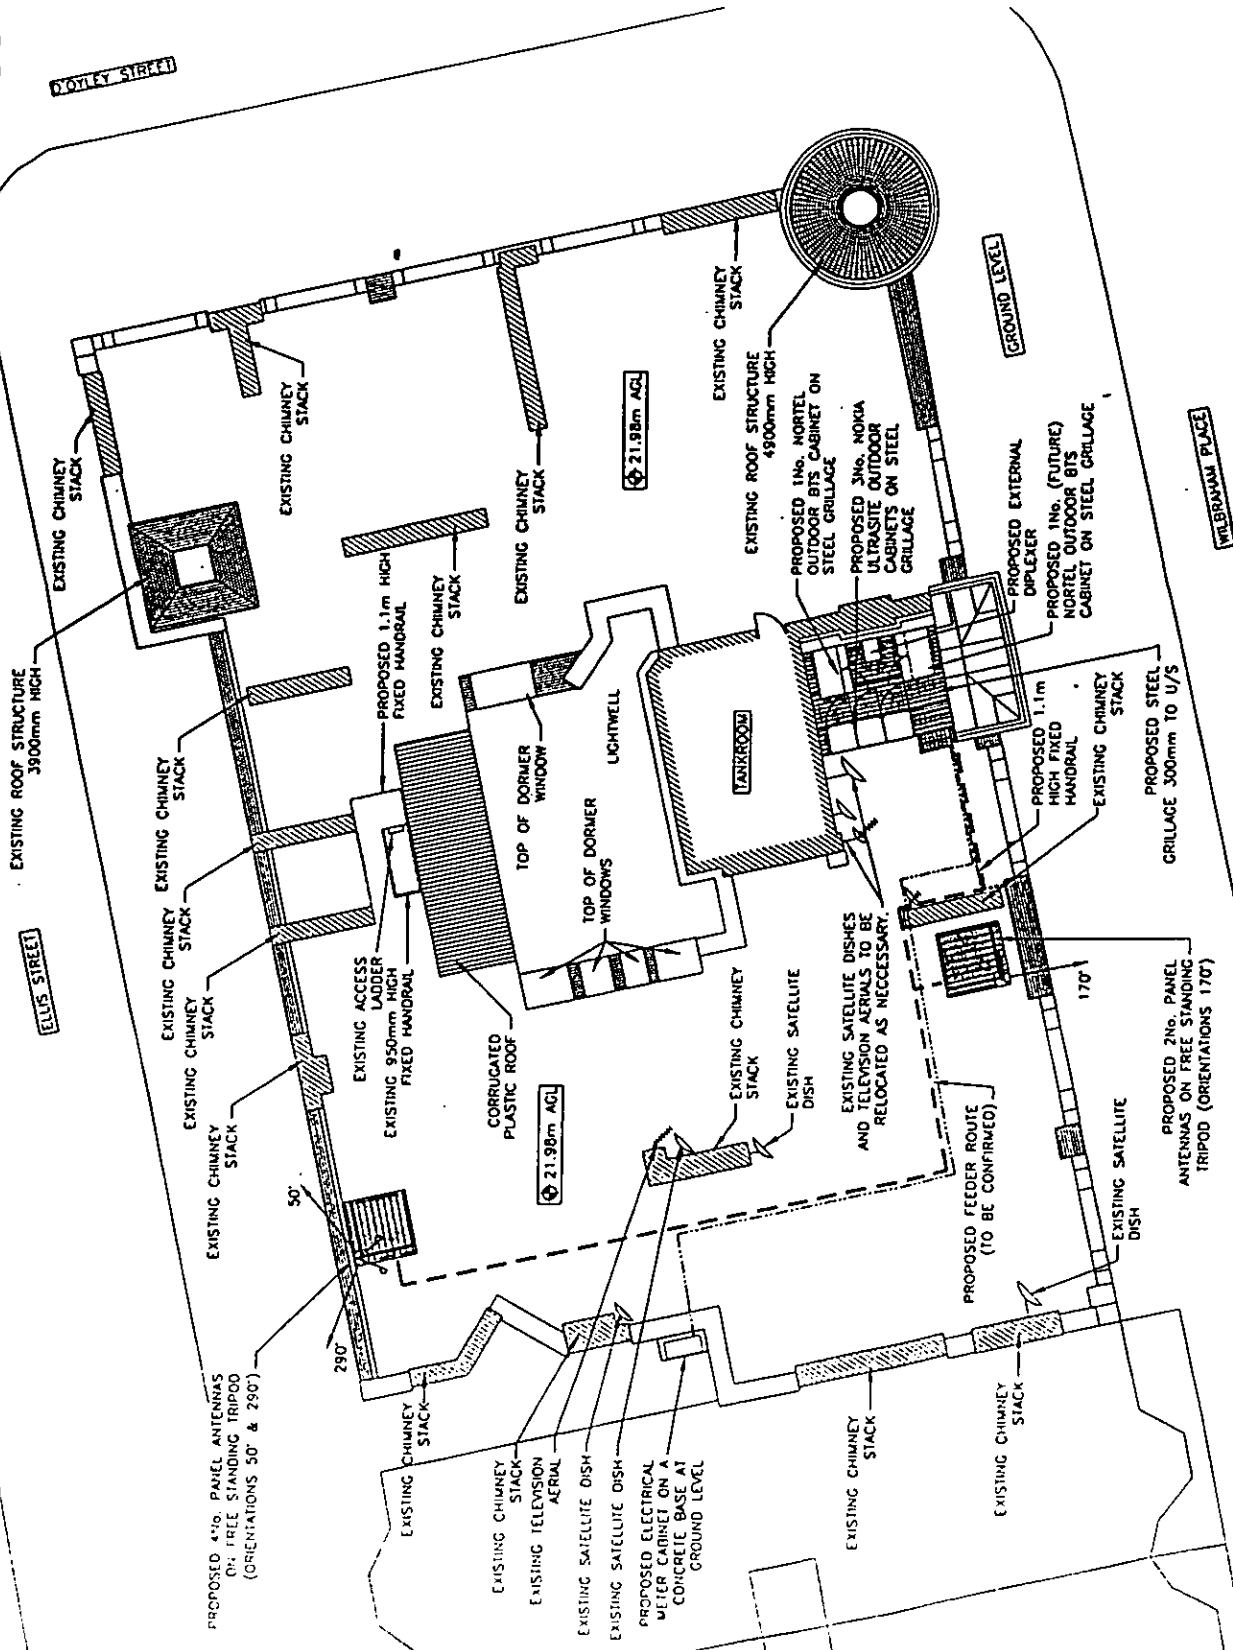 D'OYLEY STREET
EXISTING ROOF STRUCTURE
3900mm HIGH
ELLIS STREET
EXISTING CHIMNEY
STACK
EXISTING CHIMNEY
STACK
EXISTING CHIMNEY
STACK
EXISTING CHIMNEY
STACK
EXISTING CHIMNEY
STACK
EXISTING CHIMNEY
STACK
PROPOSED 4No. PANEL ANTENNAS
ON FREE STANDING TRIPOD
(ORIENTATIONS 50° & 290°)
50°
290°
PROPOSED 1.1m HIGH
FIXED HANDRAIL
EXISTING CHIMNEY
STACK
EXISTING CHIMNEY
STACK
EXISTING ACCESS
LADDER
EXISTING 950mm HIGH
FIXED HANDRAIL
CORRUGATED
PLASTIC ROOF
TOP OF DORMER
WINDOW
TOP OF DORMER
WINDOWS
LIGHTWELL
TANKROOM
21.98m AGL
21.98m AGL
EXISTING CHIMNEY
STACK
EXISTING ROOF STRUCTURE
4900mm HIGH
PROPOSED 1No. NORTEL
OUTDOOR BTS CABINET ON
STEEL GRILLAGE
PROPOSED 3No. NOKIA
ULTRASITE OUTDOOR
CABINETS ON STEEL
GRILLAGE
GROUND LEVEL
WILBRAHAM PLACE
PROPOSED EXTERNAL
DIPLEXER
PROPOSED 1No. (FUTURE)
NORTEL OUTDOOR BTS
CABINET ON STEEL GRILLAGE
PROPOSED 1.1m
HIGH FIXED
HANDRAIL
EXISTING CHIMNEY
STACK
PROPOSED STEEL
GRILLAGE 300mm TO U/S
EXISTING CHIMNEY
STACK
EXISTING SATELLITE
DISH
EXISTING SATELLITE DISHES
AND TELEVISION AERIALS TO BE
RELOCATED AS NECCESSARY.
170°
PROPOSED 2No. PANEL
ANTENNAS ON FREE STANDING
TRIPOD (ORIENTATIONS 170°)
PROPOSED FEEDER ROUTE
(TO BE CONFIRMED)
EXISTING SATELLITE
DISH
EXISTING CHIMNEY
STACK
EXISTING CHIMNEY
STACK
EXISTING TELEVISION
AERIAL
EXISTING SATELLITE DISH
EXISTING SATELLITE DISH
PROPOSED ELECTRICAL
METER CABINET ON A
CONCRETE BASE AT
GROUND LEVEL
EXISTING CHIMNEY
STACK
EXISTING CHIMNEY
STACK